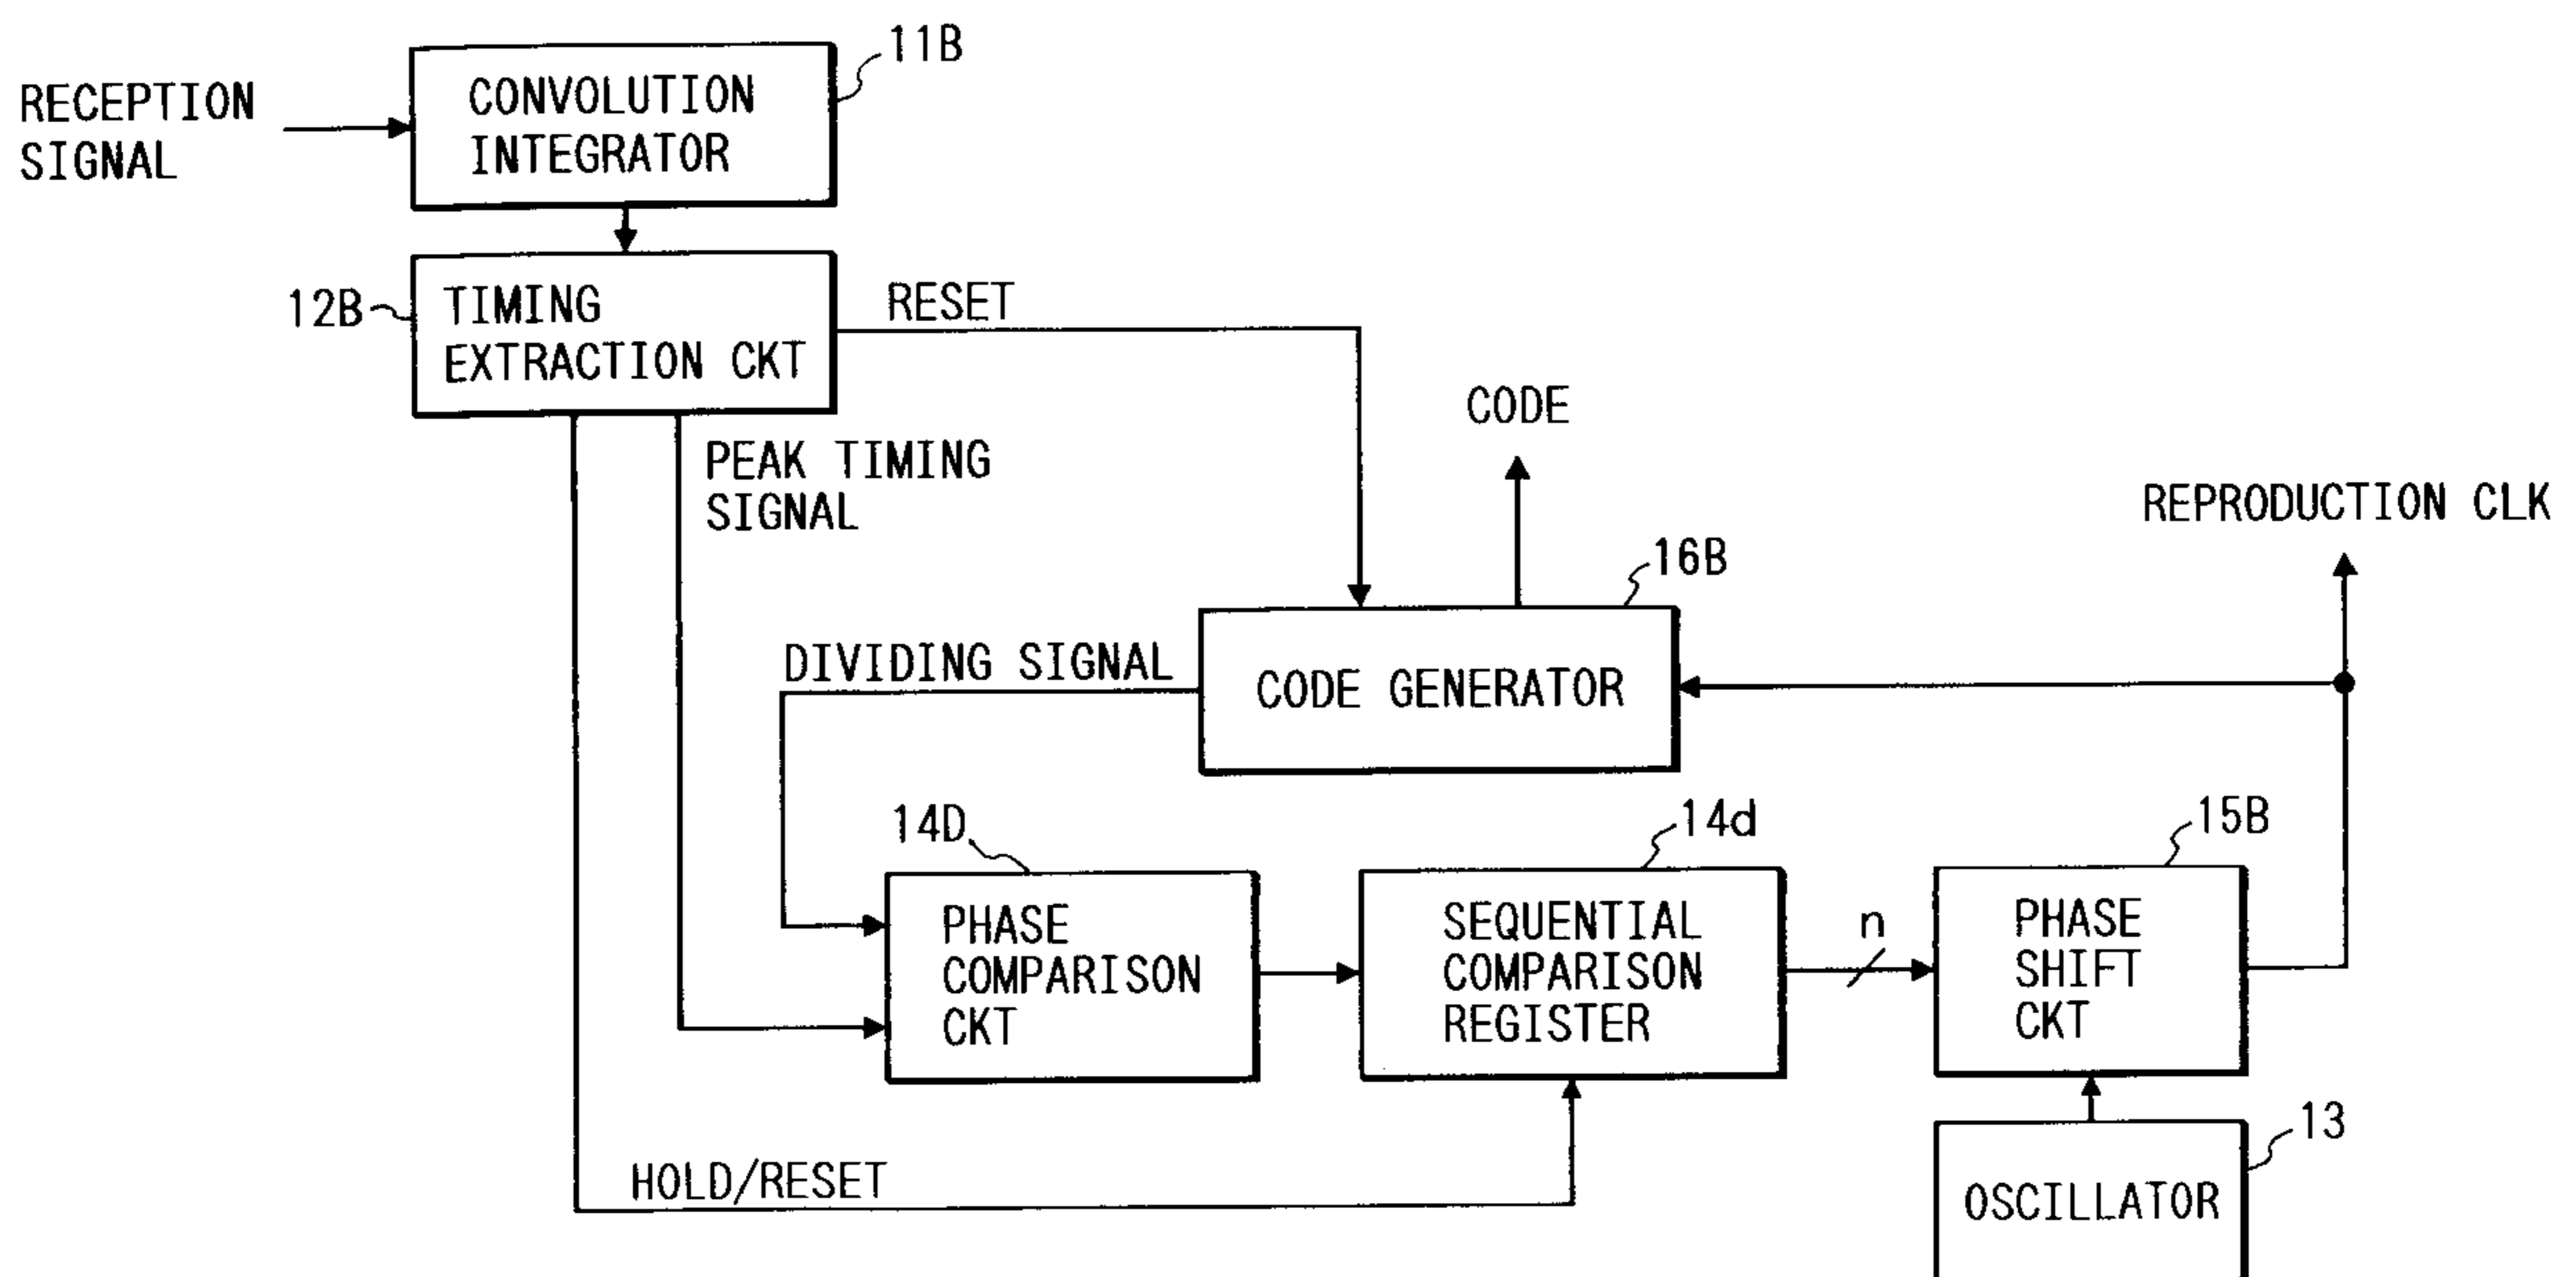 11B
RECEPTION
SIGNAL
CONVOLUTION
INTEGRATOR
12B
TIMING
EXTRACTION CKT
RESET
CODE
PEAK TIMING
SIGNAL
REPRODUCTION CLK
16B
DIVIDING SIGNAL
CODE GENERATOR
14D
14d
15B
PHASE
COMPARISON
CKT
SEQUENTIAL
COMPARISON
REGISTER
n
PHASE
SHIFT
CKT
13
HOLD/RESET
OSCILLATOR